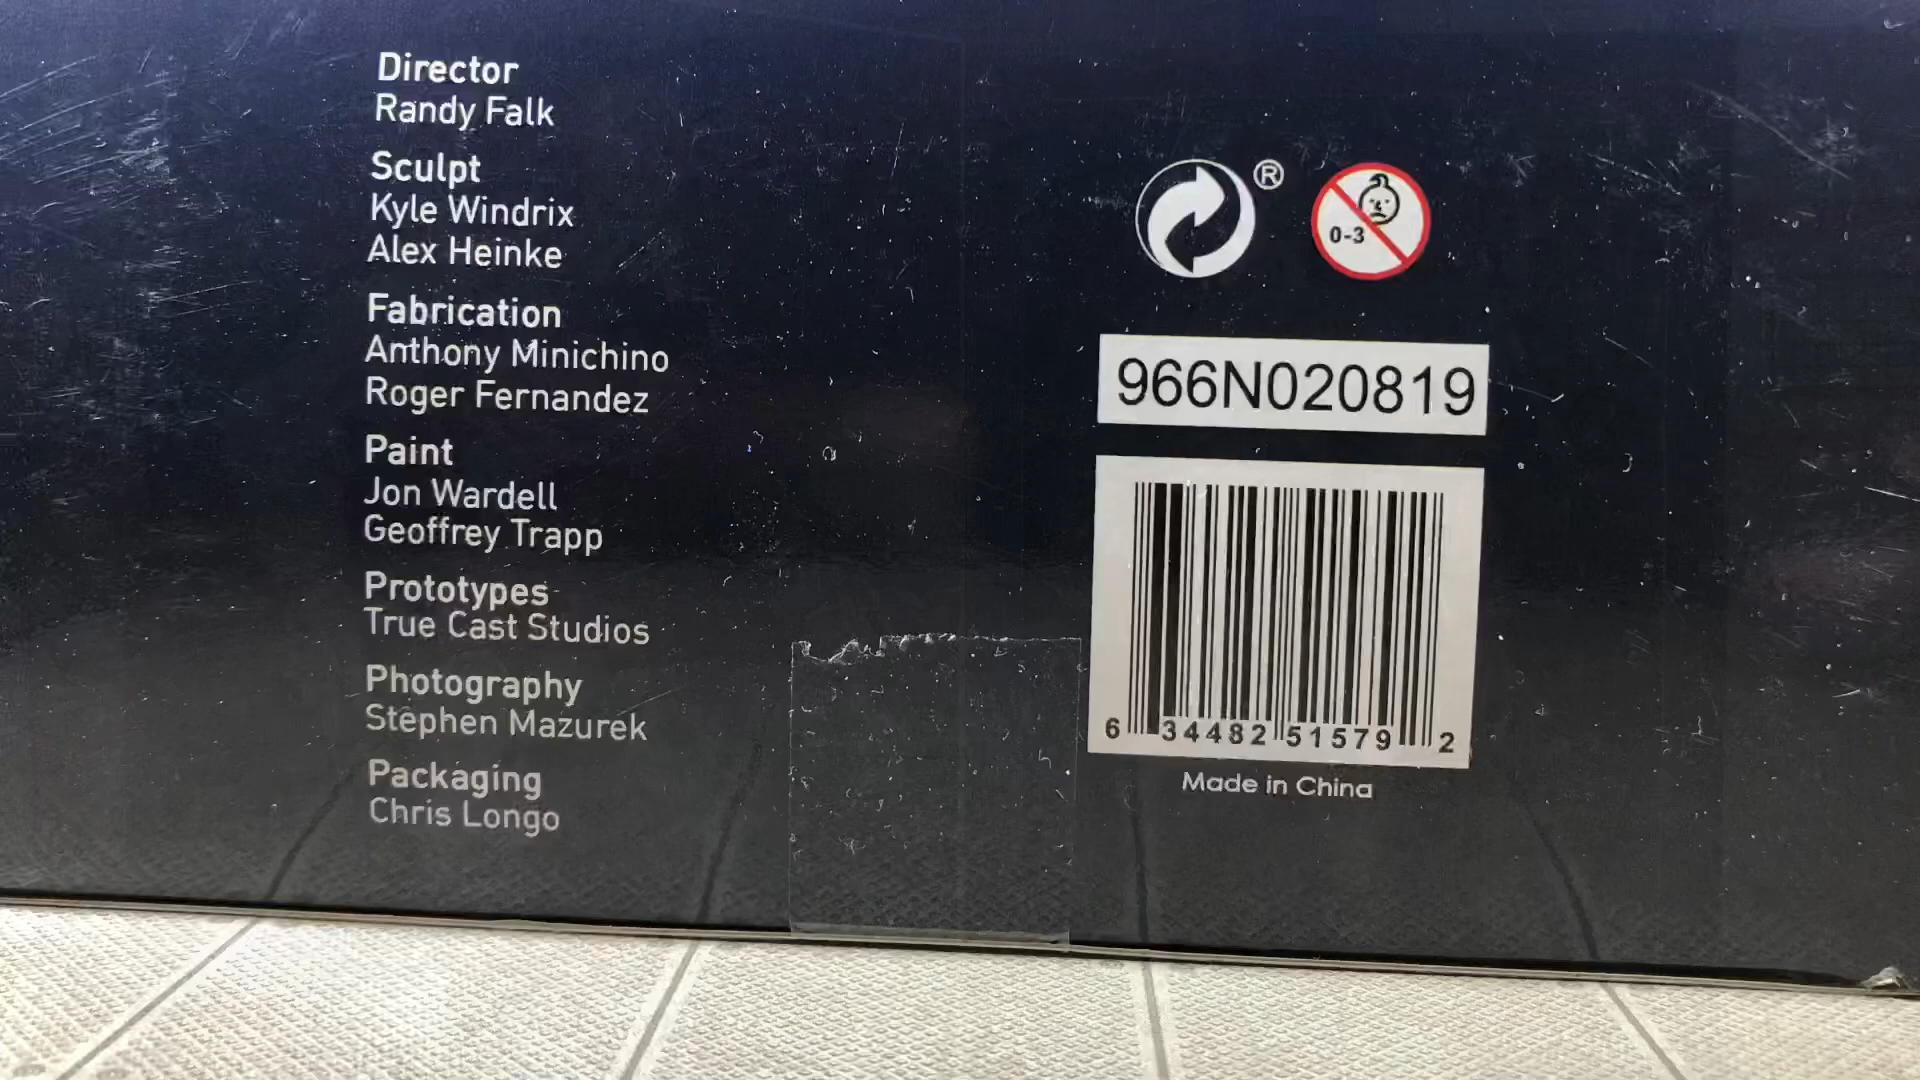 Director
Randy Falk
Sculpt
Kyle Windrix
Alex Heinke
Fabrication
Anthony Minichino
Roger Fernandez
Paint
Jon Wardell
Geoffrey Trapp
Prototypes
True Cast Studios
Photography
Stephen Mazurek
Packaging
Chris Longo
®
0-3
966N020819
6 34482 51579 2
Made in China